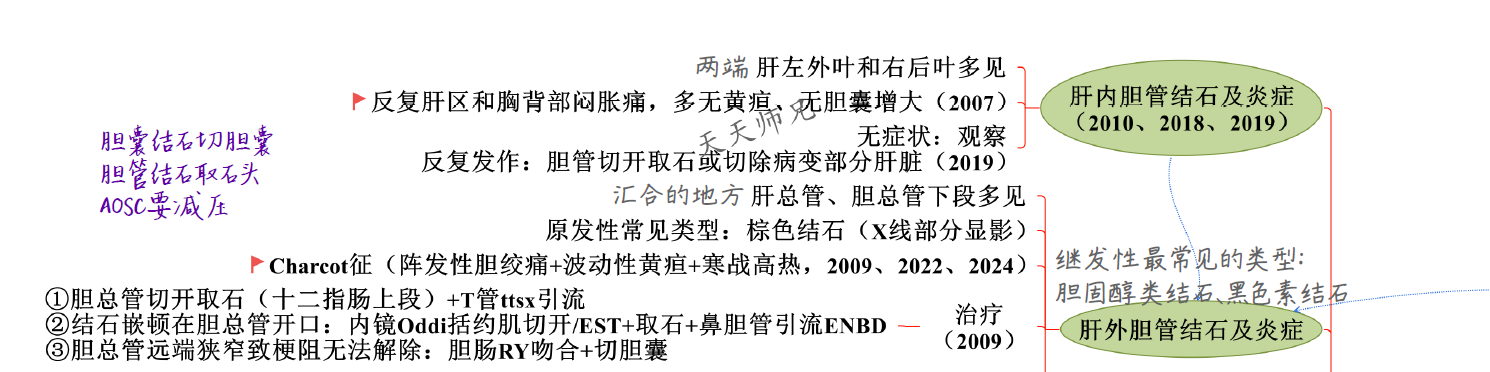 两端 肝左外叶和右后叶多见
反复肝区和胸背部闷胀痛，多无黄疸、无胆囊增大（2007）
无症状：观察
反复发作：胆管切开取石或切除病变部分肝脏（2019）
肝内胆管结石及炎症
（2010、2018、2019）
天天师兄
胆囊结石切胆囊
胆管结石取石头
AOSC要减压
汇合的地方 肝总管、胆总管下段多见
原发性常见类型：棕色结石（X线部分显影）
Charcot征（阵发性胆绞痛+波动性黄疸+寒战高热，2009、2022、2024）
继发性最常见的类型：
胆固醇类结石、黑色素结石
①胆总管切开取石（十二指肠上段）+T管ttsx引流
②结石嵌顿在胆总管开口：内镜Oddi括约肌切开/EST+取石+鼻胆管引流ENBD
③胆总管远端狭窄致梗阻无法解除：胆肠RY吻合+切胆囊
治疗
（2009）
肝外胆管结石及炎症